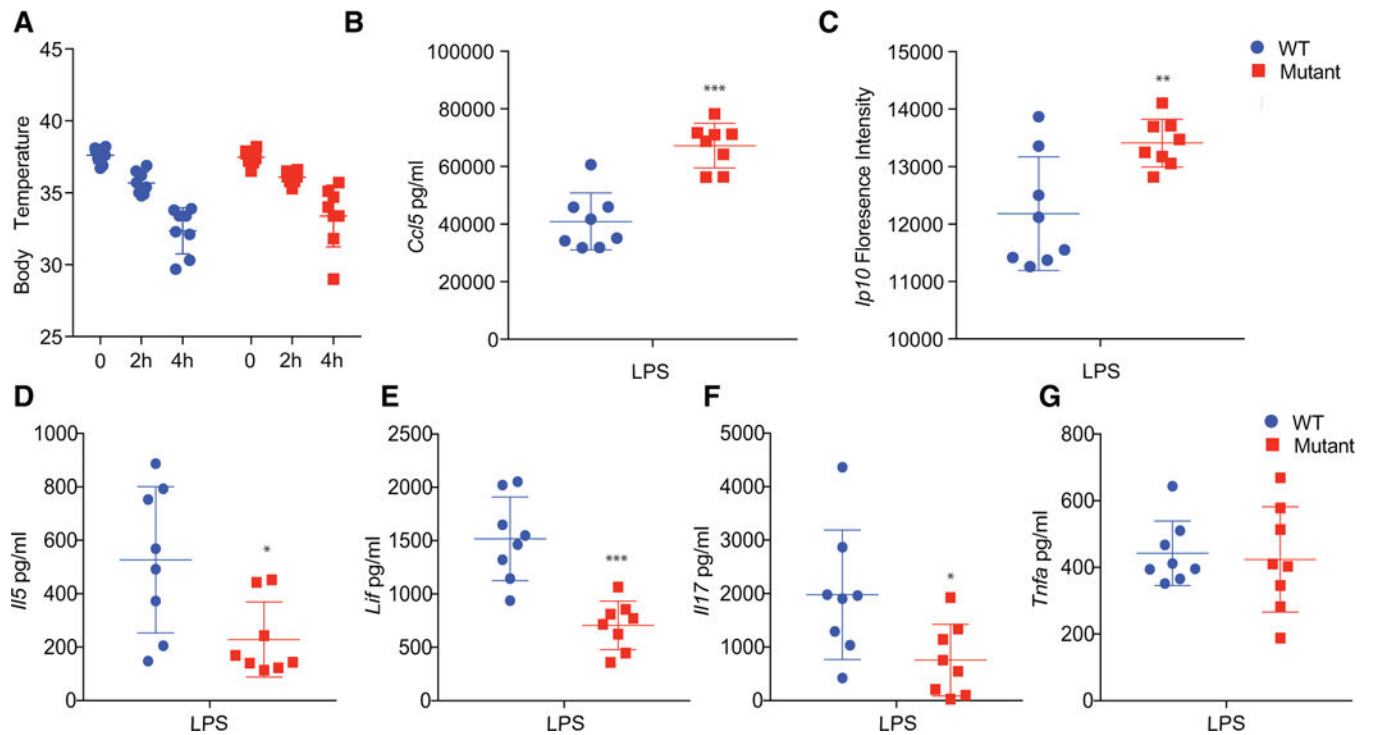 A
45
40
35
30
25
Body Temperature
0 2h 4h 0 2h 4h
B
100000
80000
60000
40000
20000
0
Ccl5 pg/ml
***
LPS
C
15000
14000
13000
12000
11000
10000
Ip10 Floresence Intensity
**
LPS
WT
Mutant
D
1000
800
600
400
200
0
Il5 pg/ml
*
LPS
E
2500
2000
1500
1000
500
0
Lif pg/ml
***
LPS
F
5000
4000
3000
2000
1000
0
Il17 pg/ml
*
LPS
G
800
600
400
200
0
Tnfa pg/ml
LPS
WT
Mutant